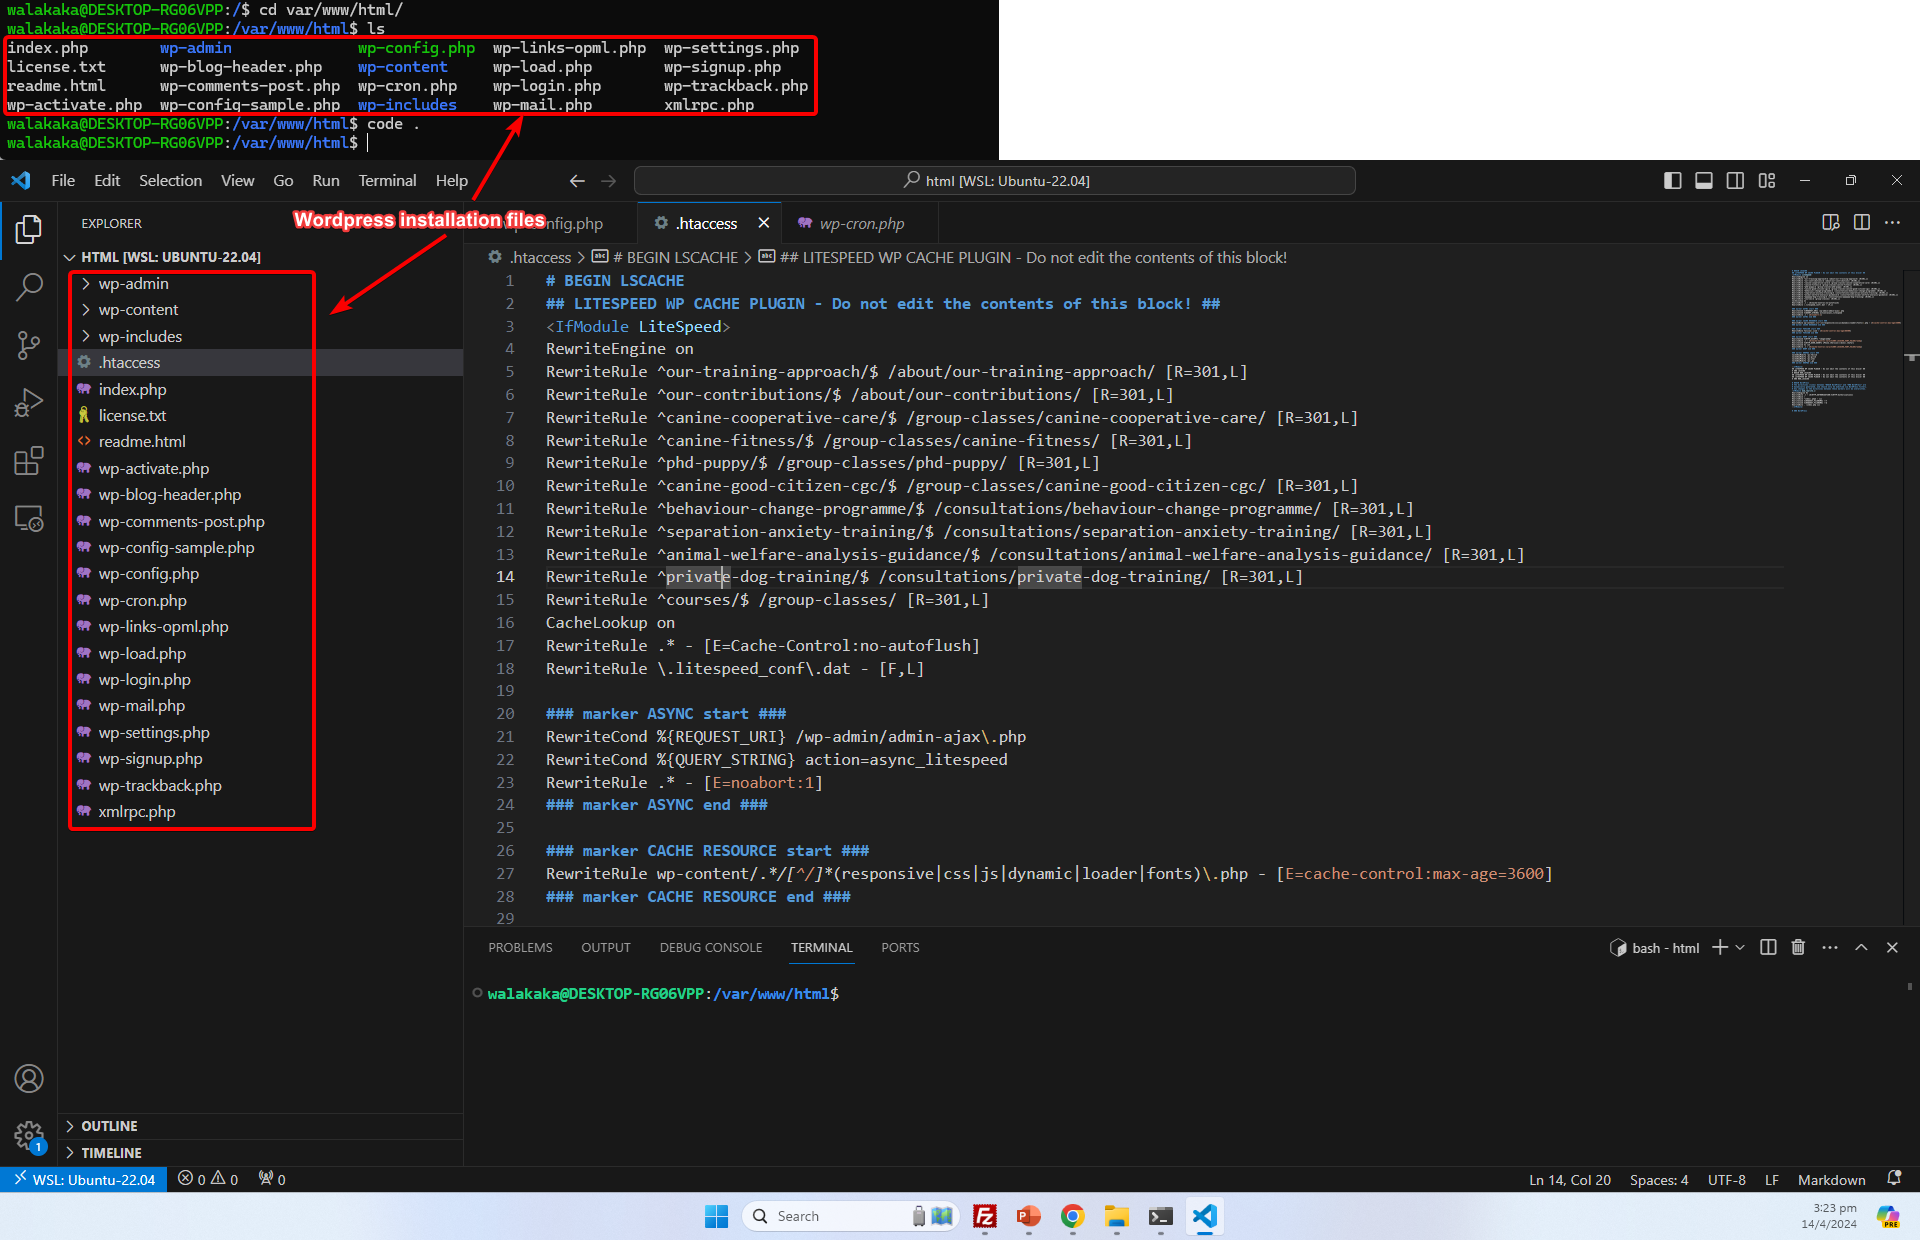 walakaka@DESKTOP-RG06VPP:/$ cd var/www/html/
walakaka@DESKTOP-RG06VPP:/var/www/html$ ls
index.php wp-admin wp-config.php wp-links-opml.php wp-settings.php
license.txt wp-blog-header.php wp-content wp-load.php wp-signup.php
readme.html wp-comments-post.php wp-cron.php wp-login.php wp-trackback.php
wp-activate.php wp-config-sample.php wp-includes wp-mail.php xmlrpc.php
walakaka@DESKTOP-RG06VPP:/var/www/html$ code .
walakaka@DESKTOP-RG06VPP:/var/www/html$
File Edit Selection View Go Run Terminal Help
html [WSL: Ubuntu-22.04]
Wordpress installation files
EXPLORER
nfig.php
.htaccess
wp-cron.php
HTML [WSL: UBUNTU-22.04]
wp-admin
wp-content
wp-includes
.htaccess
index.php
license.txt
readme.html
wp-activate.php
wp-blog-header.php
wp-comments-post.php
wp-config-sample.php
wp-config.php
wp-cron.php
wp-links-opml.php
wp-load.php
wp-login.php
wp-mail.php
wp-settings.php
wp-signup.php
wp-trackback.php
xmlrpc.php
OUTLINE
TIMELINE
.htaccess > # BEGIN LSCACHE > ## LITESPEED WP CACHE PLUGIN - Do not edit the contents of this block!
1 # BEGIN LSCACHE
2 ## LITESPEED WP CACHE PLUGIN - Do not edit the contents of this block! ##
3 <IfModule LiteSpeed>
4 RewriteEngine on
5 RewriteRule ^our-training-approach/$ /about/our-training-approach/ [R=301,L]
6 RewriteRule ^our-contributions/$ /about/our-contributions/ [R=301,L]
7 RewriteRule ^canine-cooperative-care/$ /group-classes/canine-cooperative-care/ [R=301,L]
8 RewriteRule ^canine-fitness/$ /group-classes/canine-fitness/ [R=301,L]
9 RewriteRule ^phd-puppy/$ /group-classes/phd-puppy/ [R=301,L]
10 RewriteRule ^canine-good-citizen-cgc/$ /group-classes/canine-good-citizen-cgc/ [R=301,L]
11 RewriteRule ^behaviour-change-programme/$ /consultations/behaviour-change-programme/ [R=301,L]
12 RewriteRule ^separation-anxiety-training/$ /consultations/separation-anxiety-training/ [R=301,L]
13 RewriteRule ^animal-welfare-analysis-guidance/$ /consultations/animal-welfare-analysis-guidance/ [R=301,L]
14 RewriteRule ^private-dog-training/$ /consultations/private-dog-training/ [R=301,L]
15 RewriteRule ^courses/$ /group-classes/ [R=301,L]
16 CacheLookup on
17 RewriteRule .* - [E=Cache-Control:no-autoflush]
18 RewriteRule \.litespeed_conf\.dat - [F,L]
19
20 ### marker ASYNC start ###
21 RewriteCond %{REQUEST_URI} /wp-admin/admin-ajax\.php
22 RewriteCond %{QUERY_STRING} action=async_litespeed
23 RewriteRule .* - [E=noabort:1]
24 ### marker ASYNC end ###
25
26 ### marker CACHE RESOURCE start ###
27 RewriteRule wp-content/.*/[^/]*(responsive|css|js|dynamic|loader|fonts)\.php - [E=cache-control:max-age=3600]
28 ### marker CACHE RESOURCE end ###
29
PROBLEMS OUTPUT DEBUG CONSOLE TERMINAL PORTS
bash - html
walakaka@DESKTOP-RG06VPP:/var/www/html$
1
WSL: Ubuntu-22.04 0 0 0
Ln 14, Col 20 Spaces: 4 UTF-8 LF Markdown
Search
3:23 pm
14/4/2024
PRE